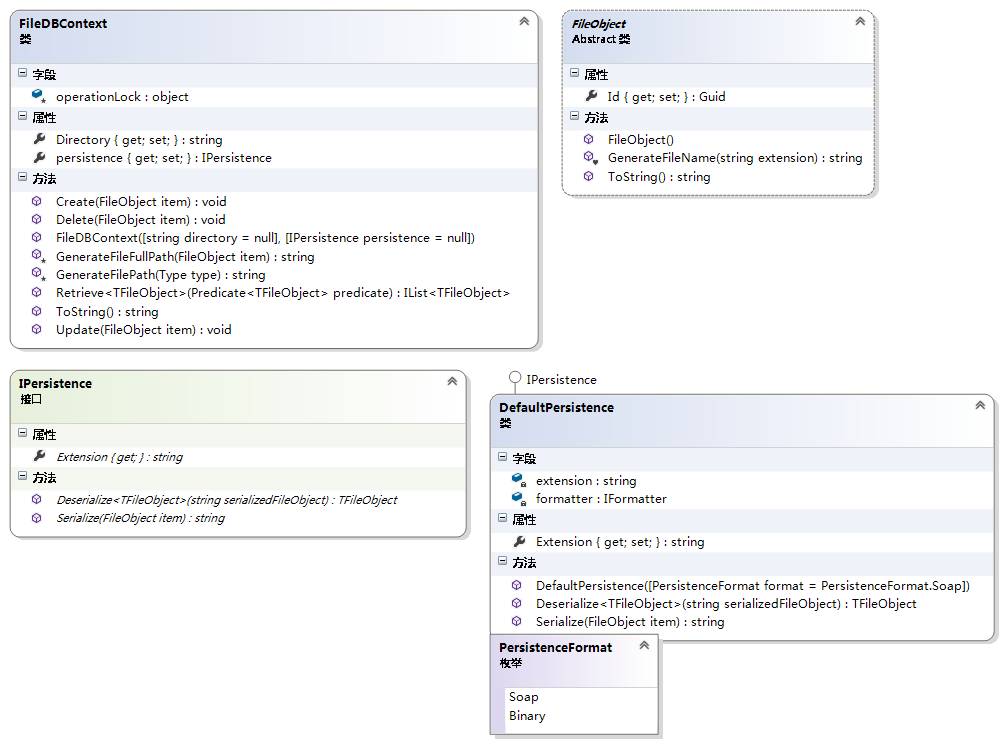 FileDBContext
类
字段
operationLock : object
属性
Directory { get; set; } : string
persistence { get; set; } : IPersistence
方法
Create(FileObject item) : void
Delete(FileObject item) : void
FileDBContext([string directory = null], [IPersistence persistence = null])
GenerateFileFullPath(FileObject item) : string
GenerateFilePath(Type type) : string
Retrieve<TFileObject>(Predicate<TFileObject> predicate) : IList<TFileObject>
ToString() : string
Update(FileObject item) : void
FileObject
Abstract 类
属性
Id { get; set; } : Guid
方法
FileObject()
GenerateFileName(string extension) : string
ToString() : string
IPersistence
接口
属性
Extension { get; } : string
方法
Deserialize<TFileObject>(string serializedFileObject) : TFileObject
Serialize(FileObject item) : string
IPersistence
DefaultPersistence
类
字段
extension : string
formatter : IFormatter
属性
Extension { get; set; } : string
方法
DefaultPersistence([PersistenceFormat format = PersistenceFormat.Soap])
Deserialize<TFileObject>(string serializedFileObject) : TFileObject
Serialize(FileObject item) : string
PersistenceFormat
枚举
Soap
Binary